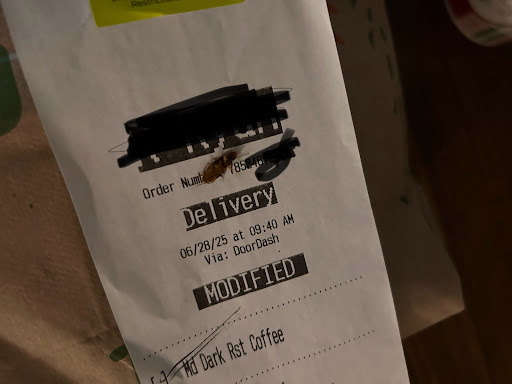 Order Num
Delivery
06/28/25 at 09:40 AM
Via: DoorDash
MODIFIED
Md Dark Rst Coffee